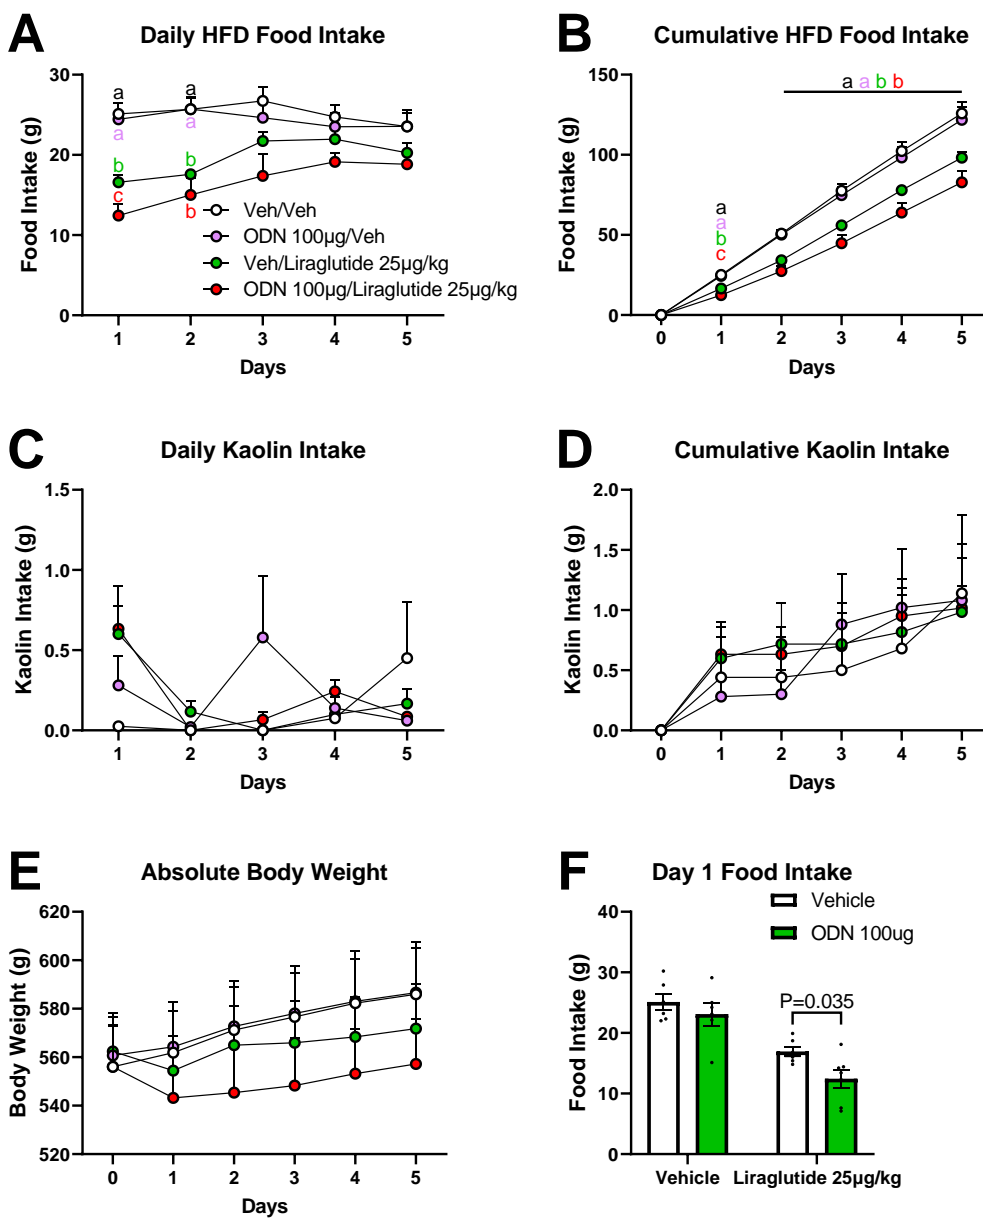 A
Daily HFD Food Intake
Food Intake (g)
30
20
10
0
a
a
a
a
b
b
c
b
Veh/Veh
ODN 100µg/Veh
Veh/Liraglutide 25µg/kg
ODN 100µg/Liraglutide 25µg/kg
1 2 3 4 5
Days
B
Cumulative HFD Food Intake
Food Intake (g)
150
100
50
0
a a b b
a
a
b
c
0 1 2 3 4 5
Days
C
Daily Kaolin Intake
Kaolin Intake (g)
1.5
1.0
0.5
0.0
1 2 3 4 5
Days
D
Cumulative Kaolin Intake
Kaolin Intake (g)
2.0
1.5
1.0
0.5
0.0
0 1 2 3 4 5
Days
E
Absolute Body Weight
Body Weight (g)
620
600
580
560
540
520
0 1 2 3 4 5
Days
F
Day 1 Food Intake
Vehicle
ODN 100ug
Food Intake (g)
40
30
20
10
0
P=0.035
Vehicle Liraglutide 25µg/kg